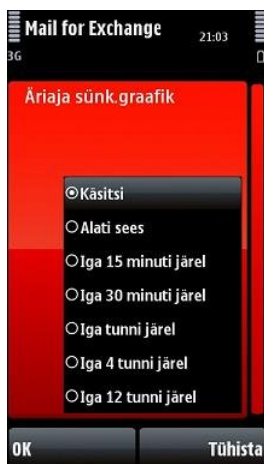 Mail for Exchange
21:03
3G
Äriaja sünk.graafik
Käsitsi
Alati sees
Iga 15 minuti järel
Iga 30 minuti järel
Iga tunni järel
Iga 4 tunni järel
Iga 12 tunni järel
OK Tühista